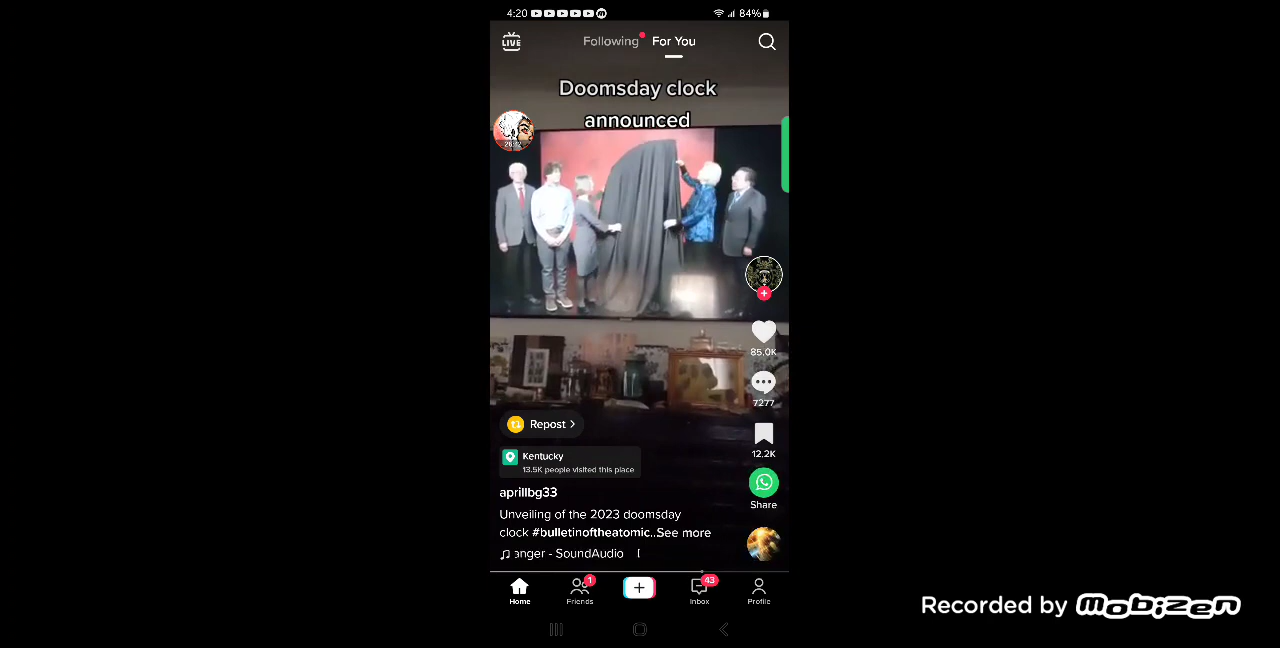 4:20
84%
LIVE
Following
For You
Doomsday clock
announced
26:42
85.0K
7277
Repost
Kentucky
13.5K people visited this place
12.2K
Share
aprillbg33
Unveiling of the 2023 doomsday
clock #bulletinoftheatomic..See more
anger - SoundAudio
1
43
Home
Friends
Inbox
Profile
Recorded by mobizen